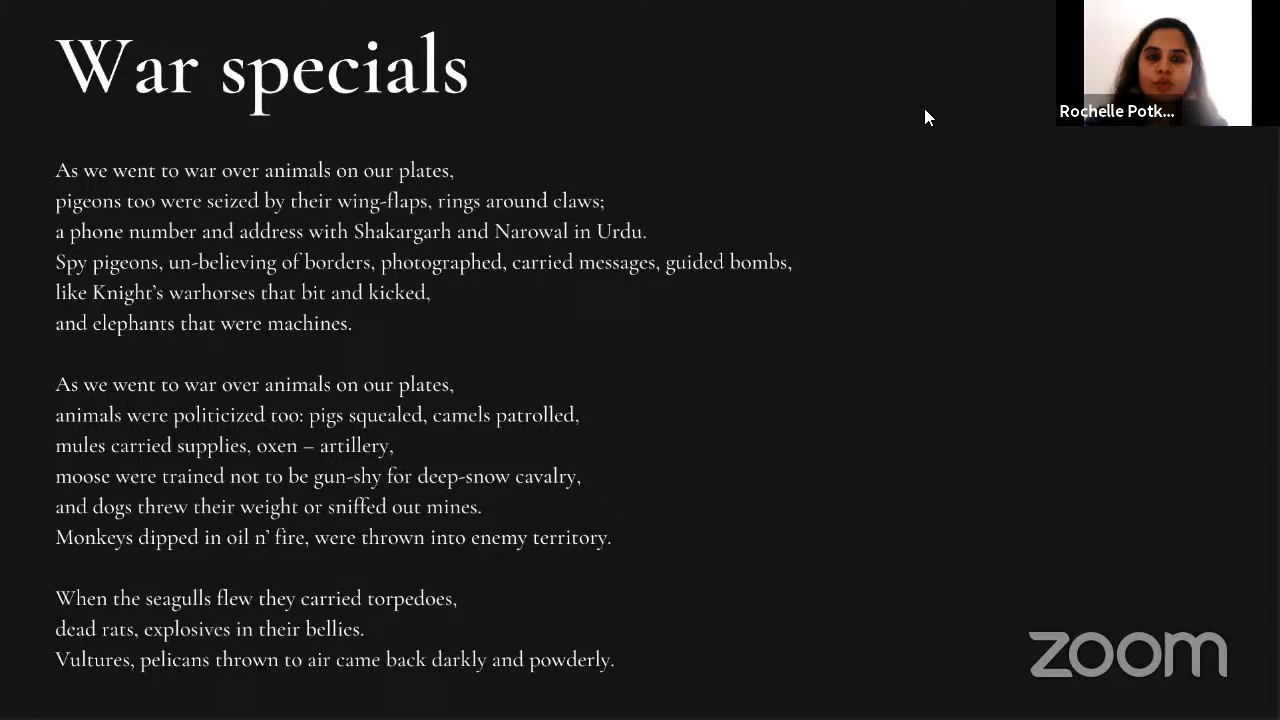 War specials
Rochelle Potk...
As we went to war over animals on our plates,
pigeons too were seized by their wing-flaps, rings around claws;
a phone number and address with Shakargarh and Narowal in Urdu.
Spy pigeons, un-believing of borders, photographed, carried messages, guided bombs,
like Knight’s warhorses that bit and kicked,
and elephants that were machines.
As we went to war over animals on our plates,
animals were politicized too: pigs squealed, camels patrolled,
mules carried supplies, oxen – artillery,
moose were trained not to be gun-shy for deep-snow cavalry,
and dogs threw their weight or sniffed out mines.
Monkeys dipped in oil n’ fire, were thrown into enemy territory.
When the seagulls flew they carried torpedoes,
dead rats, explosives in their bellies.
Vultures, pelicans thrown to air came back darkly and powderly.
zoom